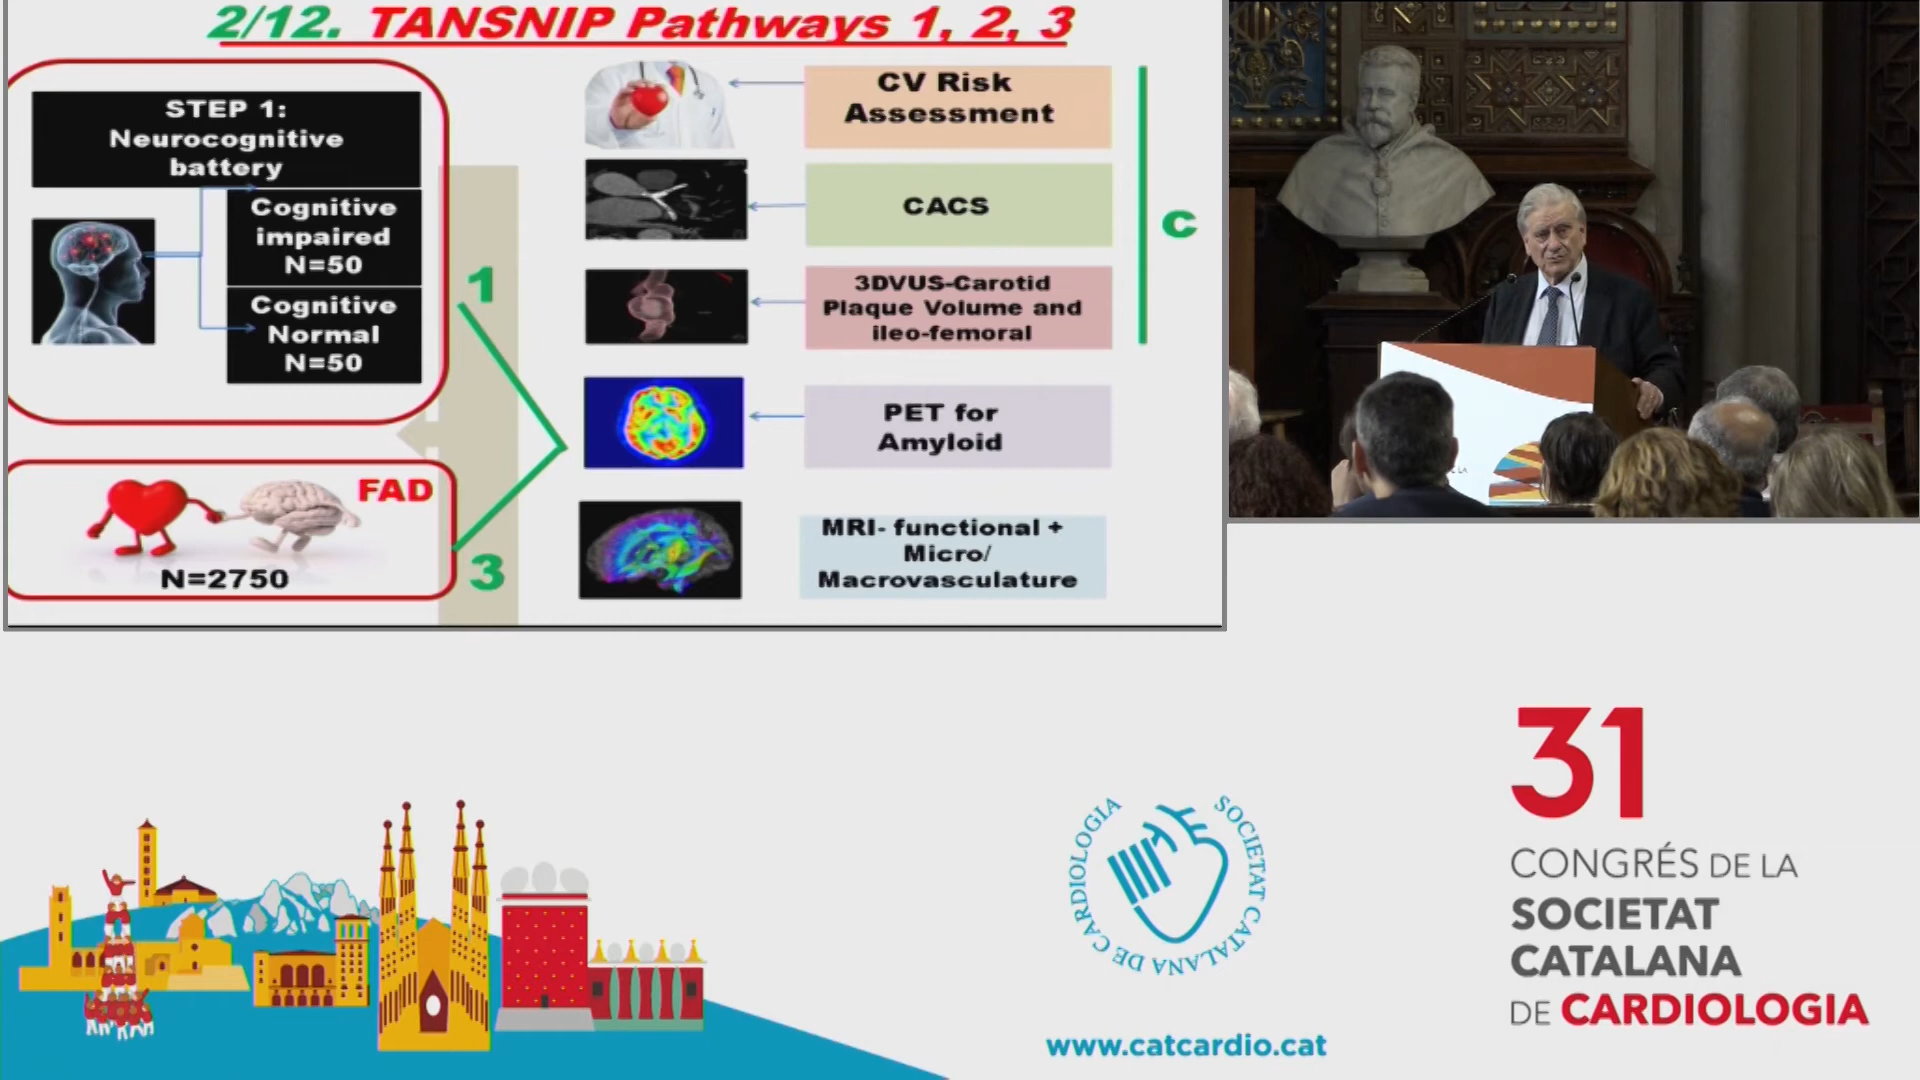 2/12. TANSNIP Pathways 1, 2, 3
STEP 1:
Neurocognitive
battery
Cognitive
impaired
N=50
Cognitive
Normal
N=50
1
FAD
N=2750
3
CV Risk
Assessment
CACS
3DVUS-Carotid
Plaque Volume and
ileo-femoral
C
PET for
Amyloid
MRI- functional +
Micro/
Macrovasculature
SOCIETAT CATALANA DE CARDIOLOGIA
www.catcardio.cat
31
CONGRÉS DE LA
SOCIETAT
CATALANA
DE CARDIOLOGIA